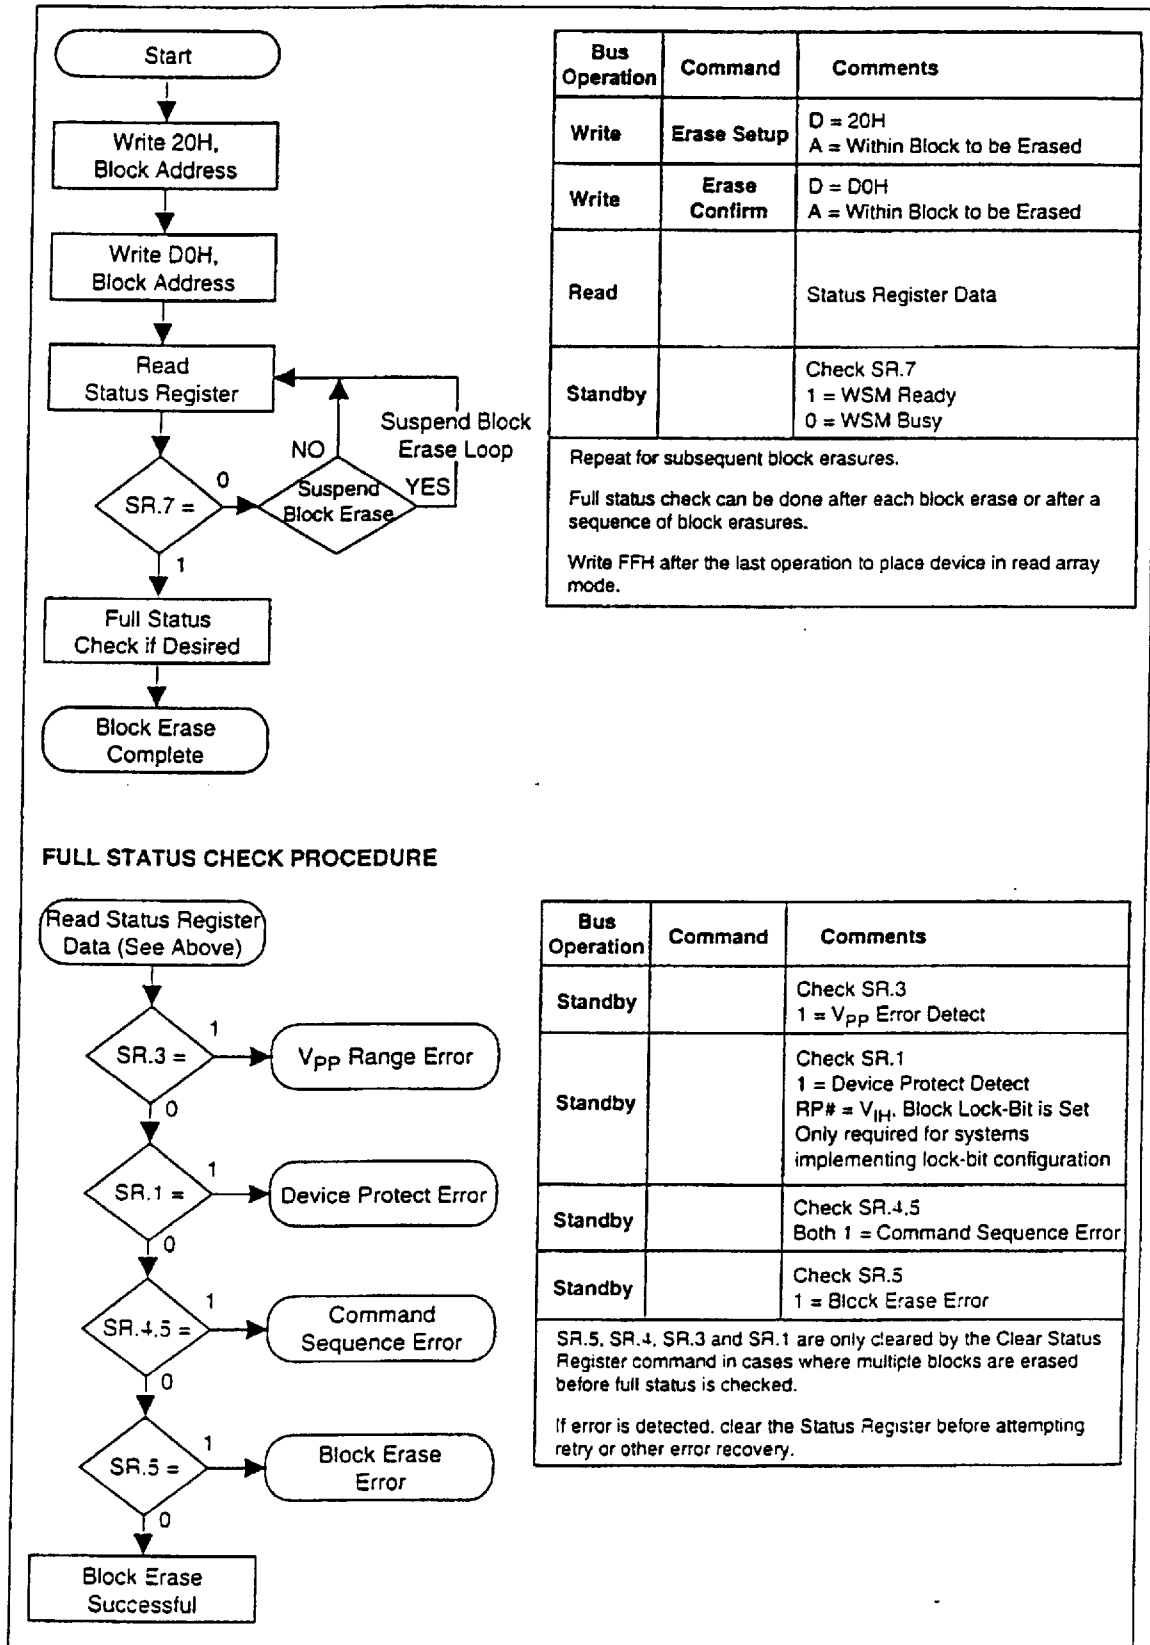 Start
Write 20H,
Block Address
Write D0H,
Block Address
Read
Status Register
Suspend Block
Erase Loop
NO
YES
0
SR.7 =
Suspend
Block Erase
1
Full Status
Check if Desired
Block Erase
Complete
Bus
Operation
Command
Comments
Write
Erase Setup
D = 20H
A = Within Block to be Erased
Write
Erase
Confirm
D = D0H
A = Within Block to be Erased
Read
Status Register Data
Standby
Check SR.7
1 = WSM Ready
0 = WSM Busy
Repeat for subsequent block erasures.
Full status check can be done after each block erase or after a
sequence of block erasures.
Write FFH after the last operation to place device in read array
mode.
FULL STATUS CHECK PROCEDURE
Read Status Register
Data (See Above)
SR.3 =
1
VPP Range Error
0
SR.1 =
1
Device Protect Error
0
SR.4,5 =
1
Command
Sequence Error
0
SR.5 =
1
Block Erase
Error
0
Block Erase
Successful
Bus
Operation
Command
Comments
Standby
Check SR.3
1 = VPP Error Detect
Standby
Check SR.1
1 = Device Protect Detect
RP# = VIH, Block Lock-Bit is Set
Only required for systems
implementing lock-bit configuration
Standby
Check SR.4,5
Both 1 = Command Sequence Error
Standby
Check SR.5
1 = Block Erase Error
SR.5, SR.4, SR.3 and SR.1 are only cleared by the Clear Status
Register command in cases where multiple blocks are erased
before full status is checked.
If error is detected, clear the Status Register before attempting
retry or other error recovery.